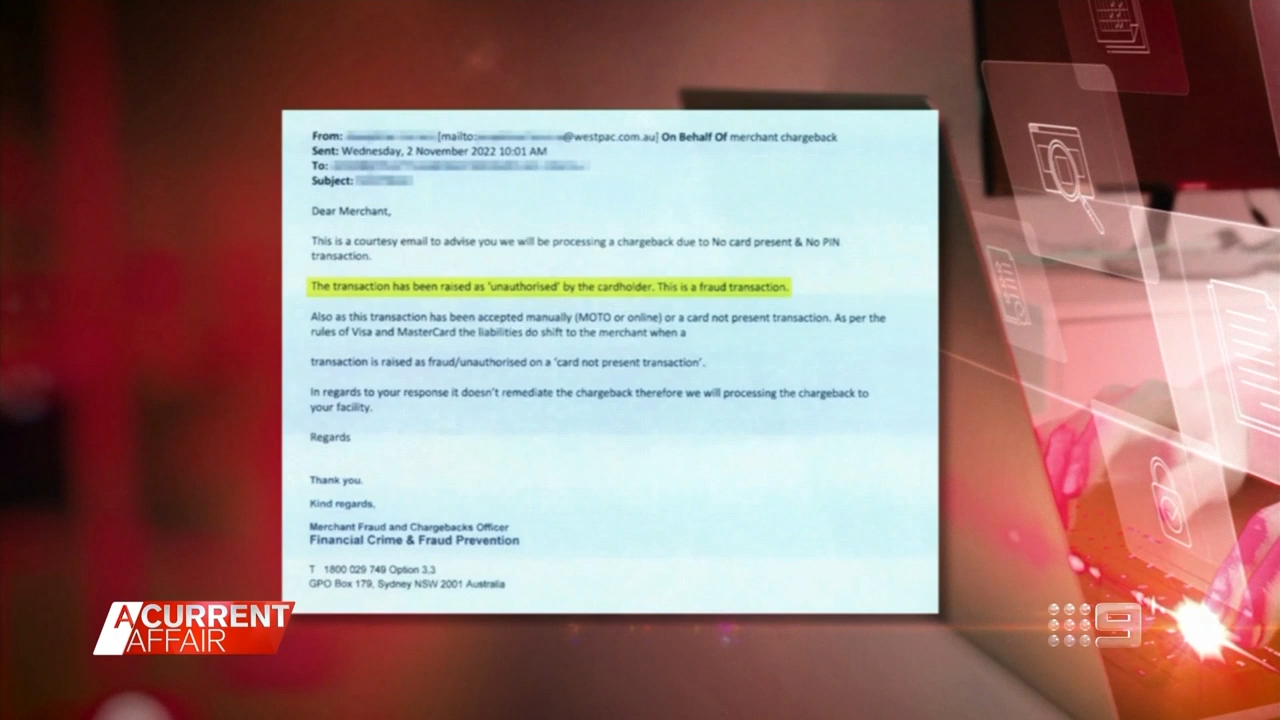 From: [mailto: @westpac.com.au] On Behalf Of merchant chargeback
Sent: Wednesday, 2 November 2022 10:01 AM
To:
Subject:
Dear Merchant,
This is a courtesy email to advise you we will be processing a chargeback due to No card present & No PIN
transaction.
The transaction has been raised as 'unauthorised' by the cardholder. This is a fraud transaction.
Also as this transaction has been accepted manually (MOTO or online) or a card not present transaction. As per the
rules of Visa and MasterCard the liabilities do shift to the merchant when a
transaction is raised as fraud/unauthorised on a 'card not present transaction'.
In regards to your response it doesn't remediate the chargeback therefore we will processing the chargeback to
your facility.
Regards
Thank you.
Kind regards,
Merchant Fraud and Chargebacks Officer
Financial Crime & Fraud Prevention
T 1800 029 749 Option 3,3
GPO Box 179, Sydney NSW 2001 Australia
A CURRENT
AFFAIR
9